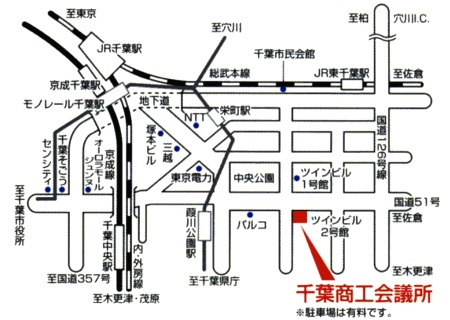 至東京
JR千葉駅
京成千葉駅
モノレール千葉駅
至穴川
総武本線
千葉市民会館
JR東千葉駅
至柏
穴川I.C.
至佐倉
地下道
栄町駅
NTT
国道126号線
センシティ
千葉そごう
オーロラモール
ジュンヌ
京成線
塚本ビル
三越
東京電力
中央公園
ツインビル
1号館
国道51号
至佐倉
至千葉市役所
千葉中央駅
内・外房線
葭川公園駅
パルコ
ツインビル
2号館
至国道357号
至木更津・茂原
至千葉県庁
至木更津
千葉商工会議所
※駐車場は有料です。